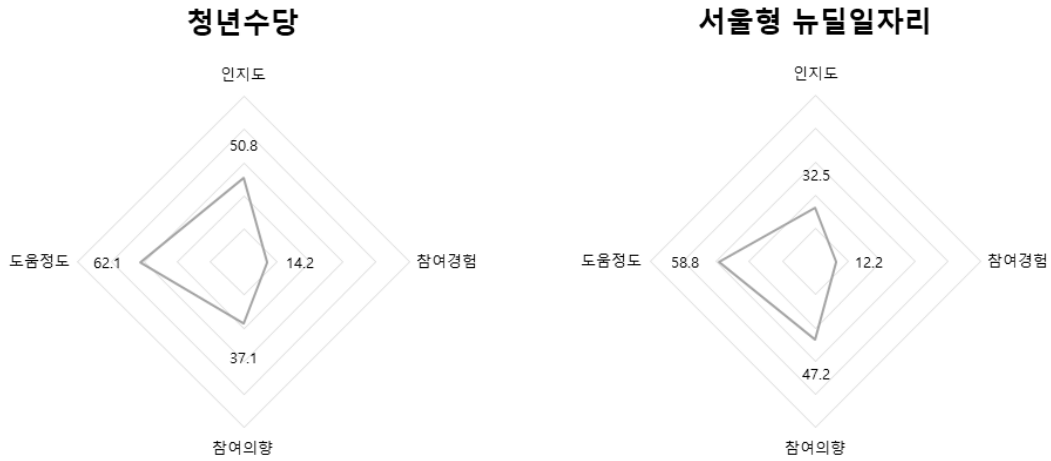 청년수당
인지도
50.8
도움정도
62.1
14.2
참여경험
37.1
참여의향
서울형 뉴딜일자리
인지도
32.5
도움정도
58.8
12.2
참여경험
47.2
참여의향